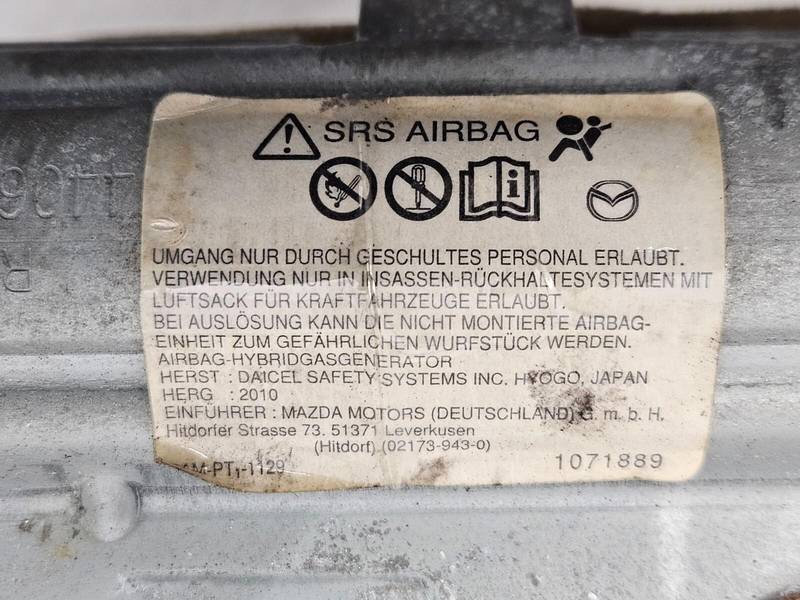 SRS AIRBAG
UMGANG NUR DURCH GESCHULTES PERSONAL ERLAUBT.
VERWENDUNG NUR IN INSASSEN-RÜCKHALTESYSTEMEN MIT
LUFTSACK FÜR KRAFTFAHRZEUGE ERLAUBT.
BEI AUSLÖSUNG KANN DIE NICHT MONTIERTE AIRBAG-
EINHEIT ZUM GEFÄHRLICHEN WURFSTÜCK WERDEN.
AIRBAG-HYBRIDGASGENERATOR
HERST : DAICEL SAFETY SYSTEMS INC. HYOGO, JAPAN
HERG : 2010
EINFÜHRER : MAZDA MOTORS (DEUTSCHLAND) G. m. b. H.
Hitdorfer Strasse 73. 51371 Leverkusen
(Hitdorf) (02173-943-0)
1071889